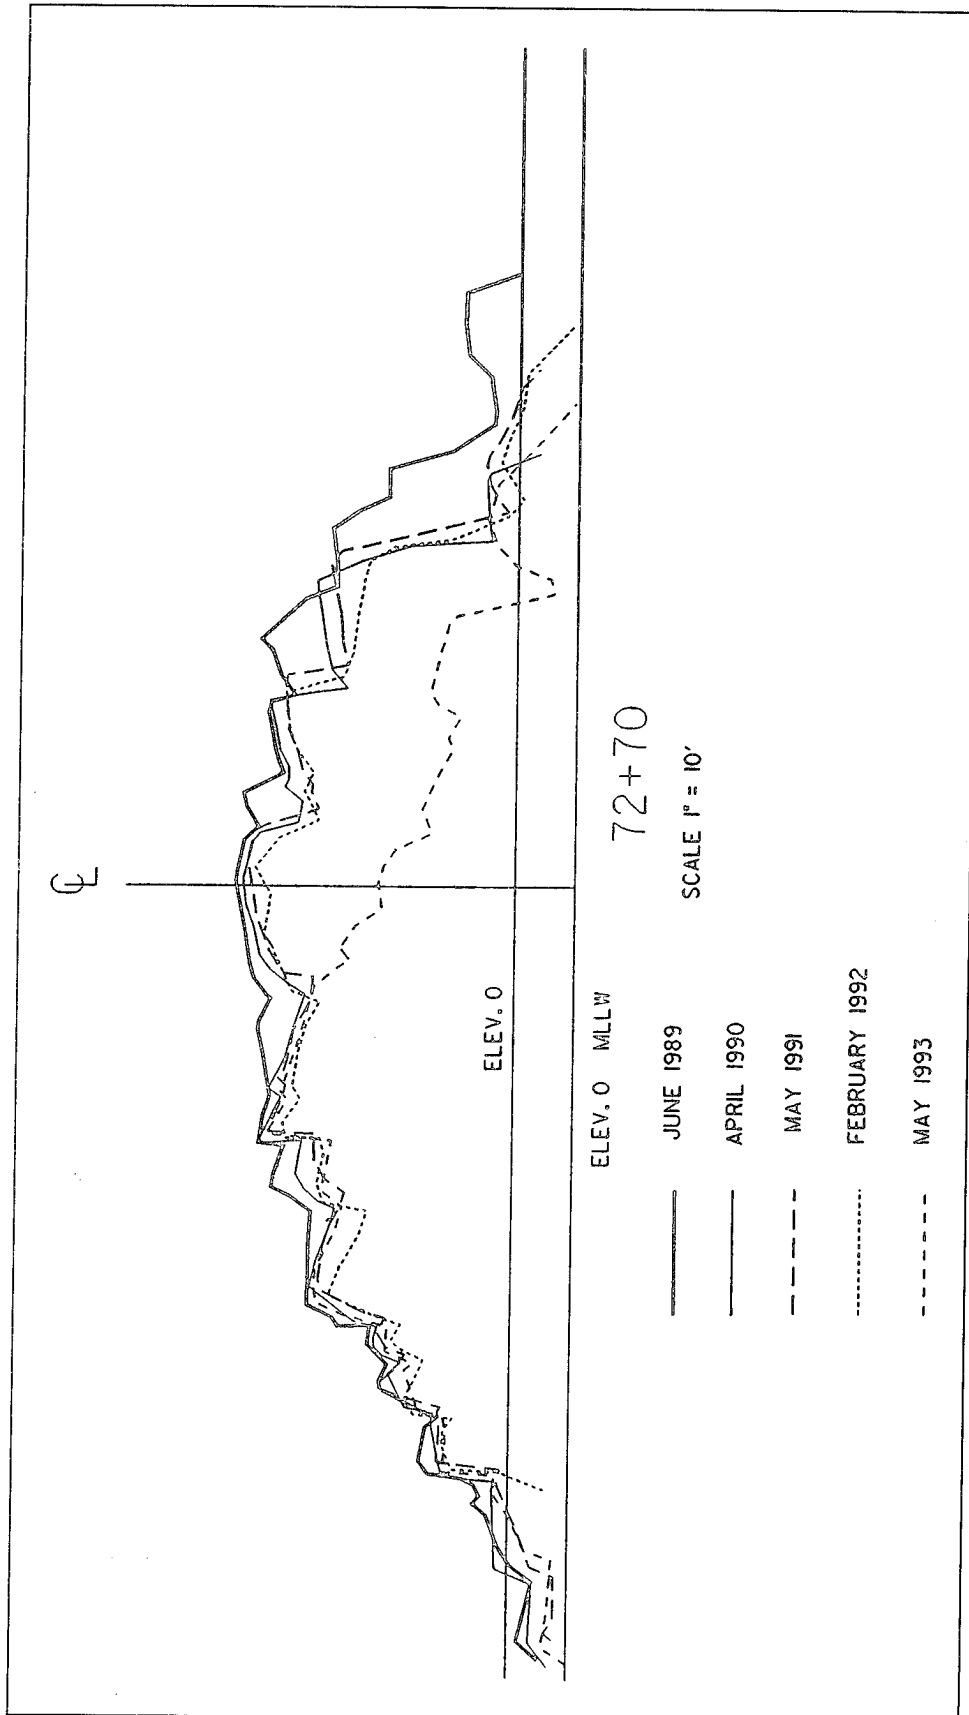 ℄
ELEV. 0
ELEV. 0 MLLW
72+70
SCALE 1" = 10'
JUNE 1989
APRIL 1990
MAY 1991
FEBRUARY 1992
MAY 1993